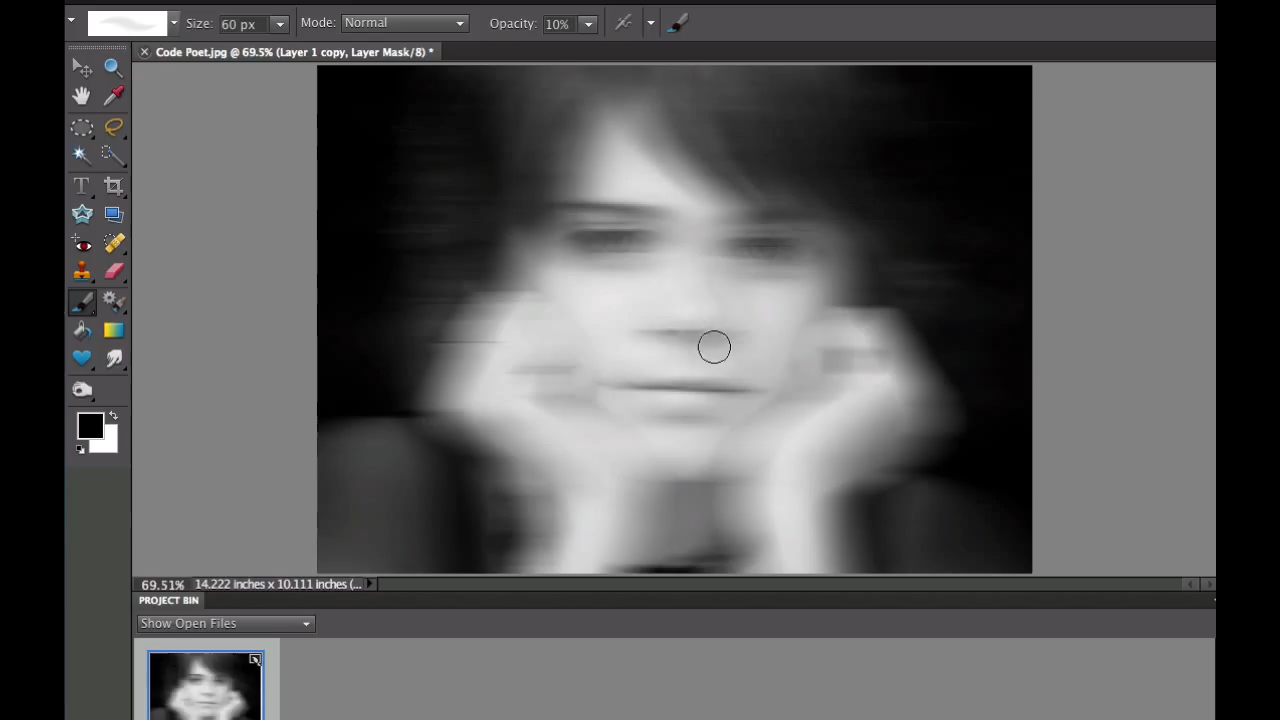 Size: 60 px Mode: Normal Opacity: 10%
Code Poet.jpg @ 69.5% (Layer 1 copy, Layer Mask/8) *
T
69.51% 14.222 inches x 10.111 inches (...
PROJECT BIN
Show Open Files